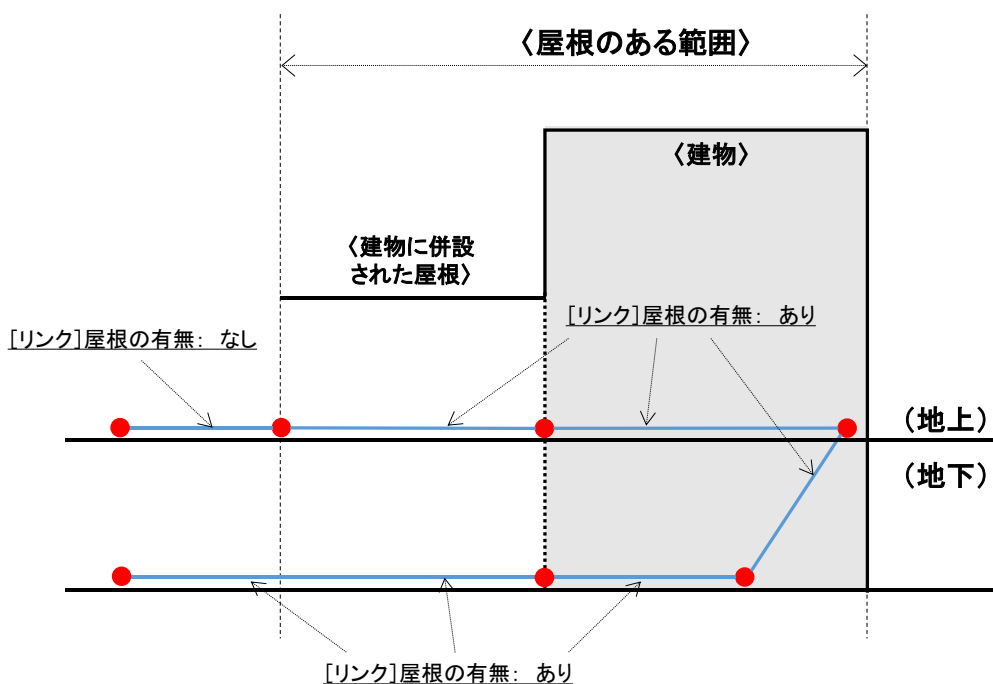 〈屋根のある範囲〉
〈建物〉
〈建物に併設
された屋根〉
[リンク]屋根の有無： あり
[リンク]屋根の有無： なし
（地上）
（地下）
[リンク]屋根の有無： あり